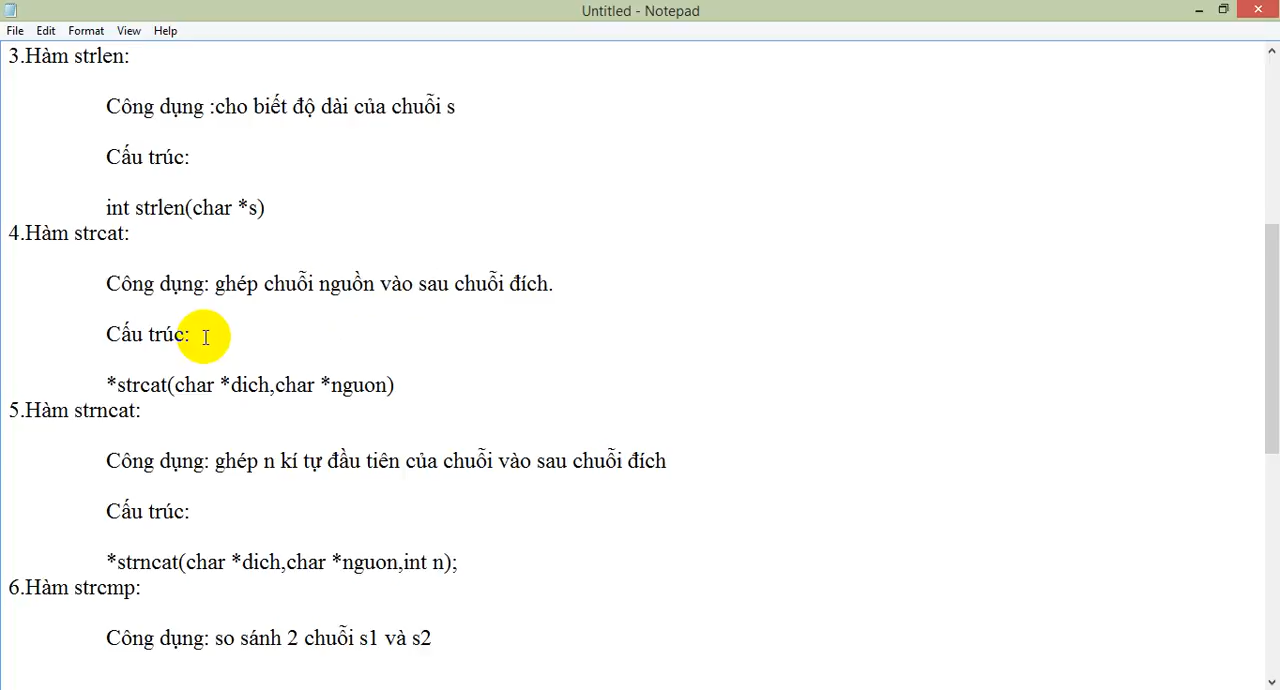 Untitled - Notepad
File Edit Format View Help
3.Hàm strlen:
Công dụng :cho biết độ dài của chuỗi s
Cấu trúc:
int strlen(char *s)
4.Hàm strcat:
Công dụng: ghép chuỗi nguồn vào sau chuỗi đích.
Cấu trúc:
*strcat(char *dich,char *nguon)
5.Hàm strncat:
Công dụng: ghép n kí tự đầu tiên của chuỗi vào sau chuỗi đích
Cấu trúc:
*strncat(char *dich,char *nguon,int n);
6.Hàm strcmp:
Công dụng: so sánh 2 chuỗi s1 và s2